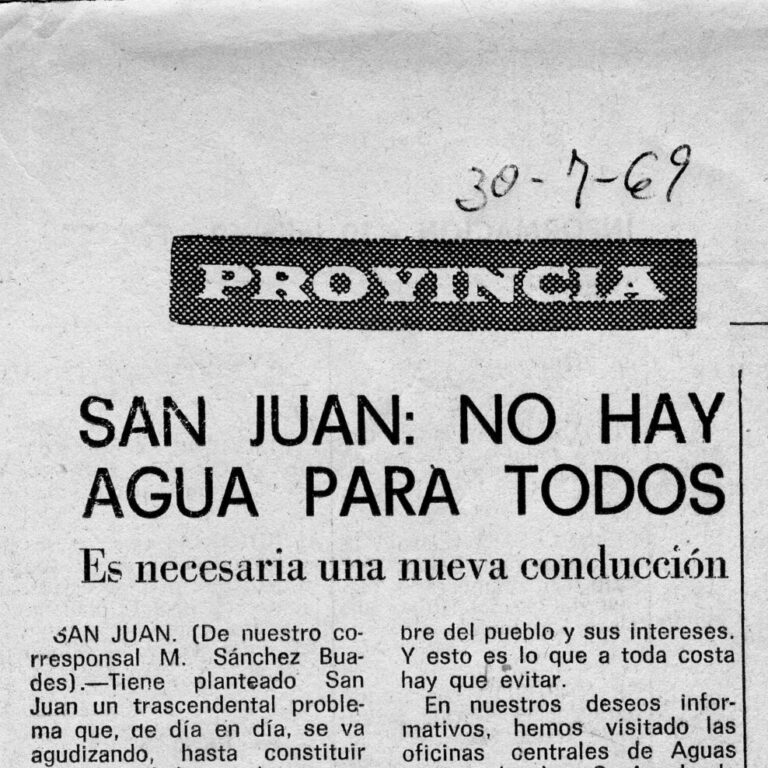 30-7-69
PROVINCIA
SAN JUAN: NO HAY
AGUA PARA TODOS
Es necesaria una nueva conducción
SAN JUAN. (De nuestro co-
rresponsal M. Sánchez Bua-
des).—Tiene planteado San
Juan un trascendental proble-
ma que, de día en día, se va
agudizando, hasta constituir
bre del pueblo y sus intereses.
Y esto es lo que a toda costa
hay que evitar.
En nuestros deseos infor-
mativos, hemos visitado las
oficinas centrales de Aguas